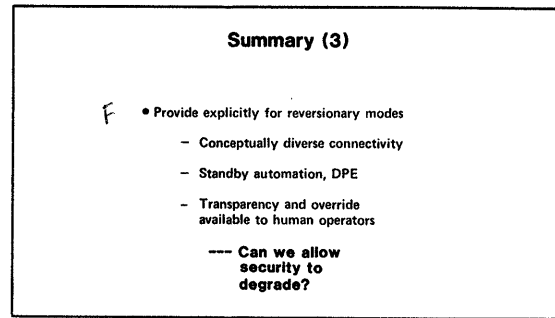 Summary (3)
F • Provide explicitly for reversionary modes
– Conceptually diverse connectivity
– Standby automation, DPE
– Transparency and override
available to human operators
--- Can we allow
security to
degrade?